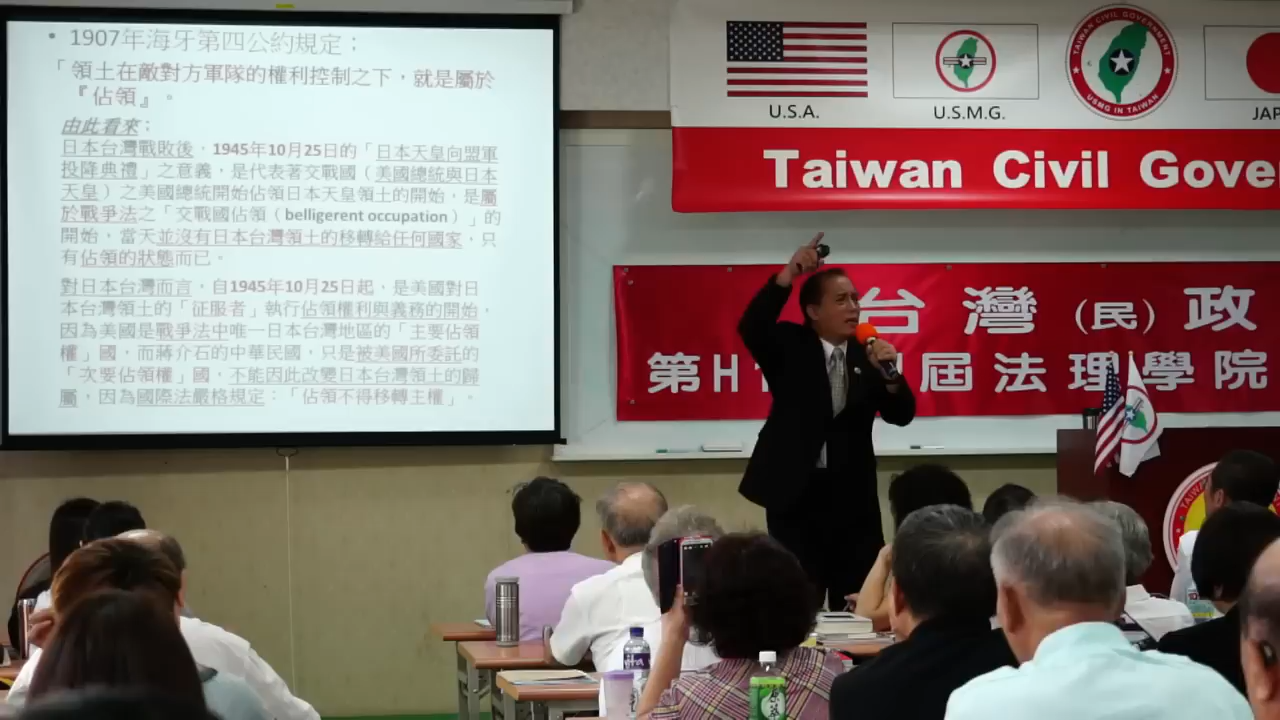 • 1907年海牙第四公約規定；
「領土在敵對方軍隊的權利控制之下，就是屬於
『佔領』。
由此看來；
日本台灣戰敗後，1945年10月25日的「日本天皇向盟軍
投降典禮」之意義，是代表著交戰國（美國總統與日本
天皇）之美國總統開始佔領日本天皇領土的開始，是屬
於戰爭法之「交戰國佔領（belligerent occupation）」的
開始，當天並沒有日本台灣領土的移轉給任何國家，只
有佔領的狀態而已。
對日本台灣而言，自1945年10月25日起，是美國對日
本台灣領土的「征服者」執行佔領權利與義務的開始，
因為美國是戰爭法中唯一日本台灣地區的「主要佔領
權」國，而蔣介石的中華民國，只是被美國所委託的
「次要佔領權」國，不能因此改變日本台灣領土的歸
屬，因為國際法嚴格規定：「佔領不得移轉主權」。
U.S.A.
U.S.M.G.
TAIWAN CIVIL GOVERNMENT
USMG IN TAIWAN
JAP
Taiwan Civil Gove
台灣（民）政
第H 屆法理學院
TAIWAN